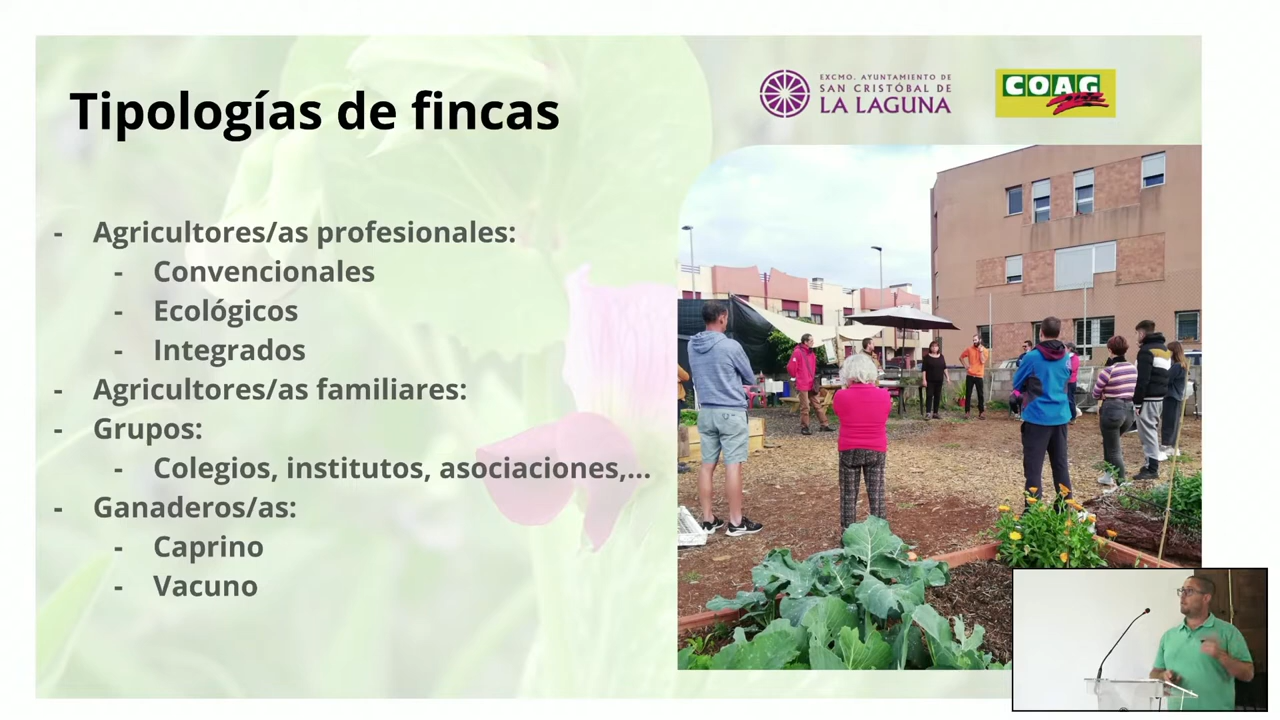 Tipologías de fincas
EXCMO. AYUNTAMIENTO DE
SAN CRISTÓBAL DE
LA LAGUNA
COAG
- Agricultores/as profesionales:
- Convencionales
- Ecológicos
- Integrados
- Agricultores/as familiares:
- Grupos:
- Colegios, institutos, asociaciones,...
- Ganaderos/as:
- Caprino
- Vacuno